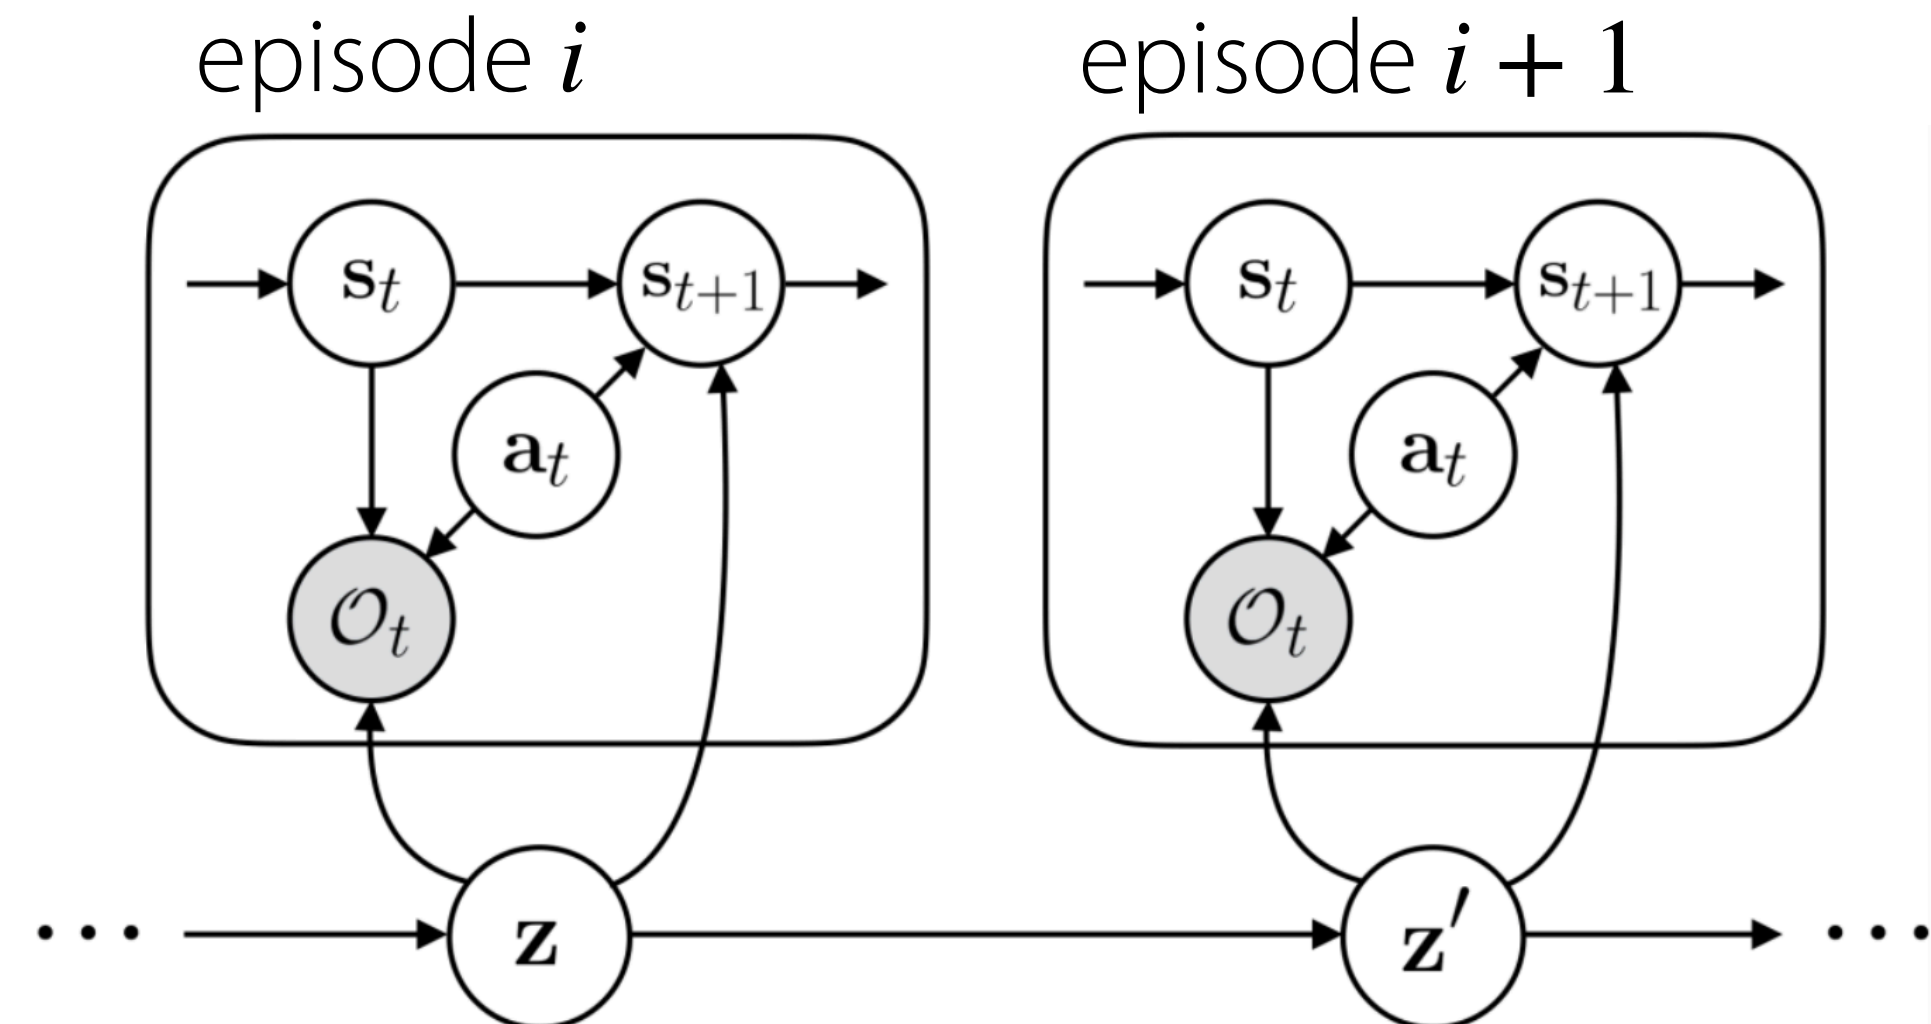 episode i
episode i + 1
s_t
s_{t+1}
s_t
s_{t+1}
a_t
a_t
𝒪_t
𝒪_t
· · ·
z
z′
· · ·